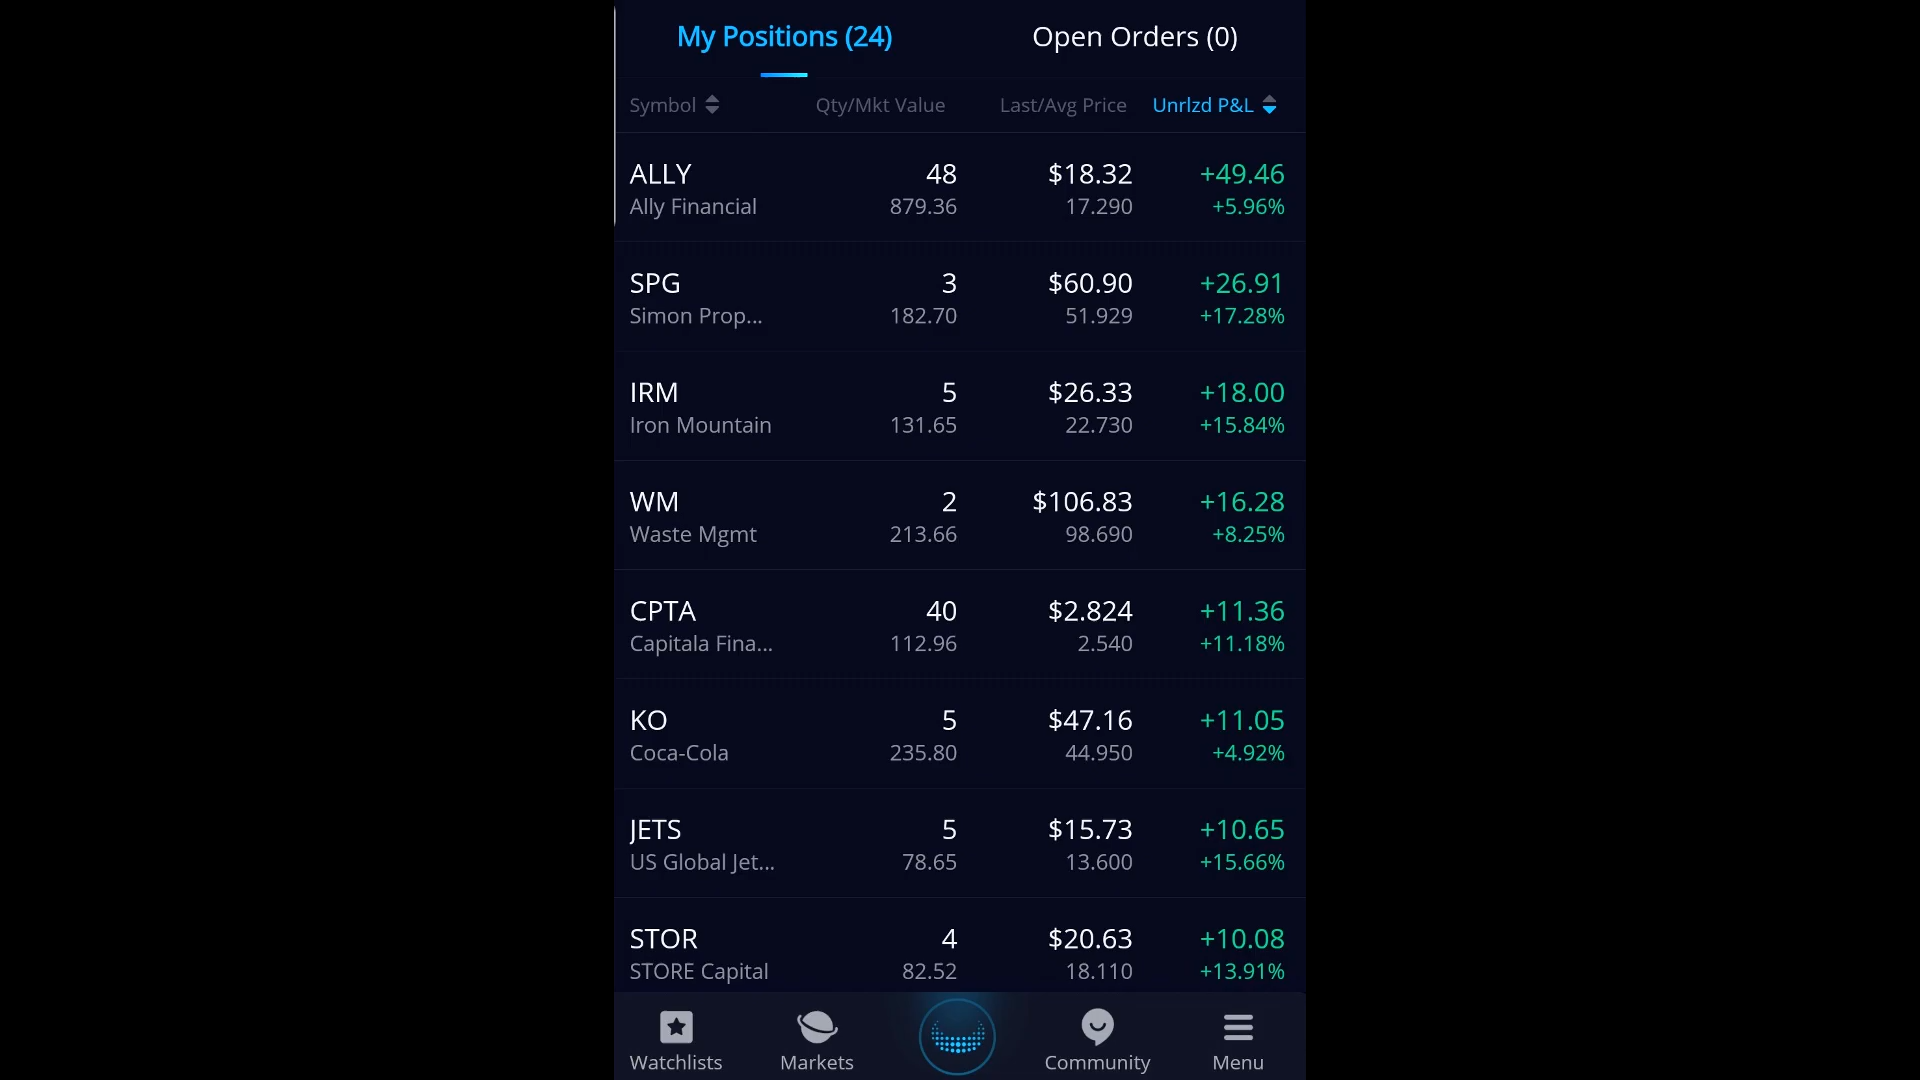 My Positions (24) Open Orders (0)
Symbol Qty/Mkt Value Last/Avg Price Unrlzd P&L
ALLY 48 $18.32 +49.46
Ally Financial 879.36 17.290 +5.96%
SPG 3 $60.90 +26.91
Simon Prop... 182.70 51.929 +17.28%
IRM 5 $26.33 +18.00
Iron Mountain 131.65 22.730 +15.84%
WM 2 $106.83 +16.28
Waste Mgmt 213.66 98.690 +8.25%
CPTA 40 $2.824 +11.36
Capitala Fina... 112.96 2.540 +11.18%
KO 5 $47.16 +11.05
Coca-Cola 235.80 44.950 +4.92%
JETS 5 $15.73 +10.65
US Global Jet... 78.65 13.600 +15.66%
STOR 4 $20.63 +10.08
STORE Capital 82.52 18.110 +13.91%
Watchlists Markets Community Menu